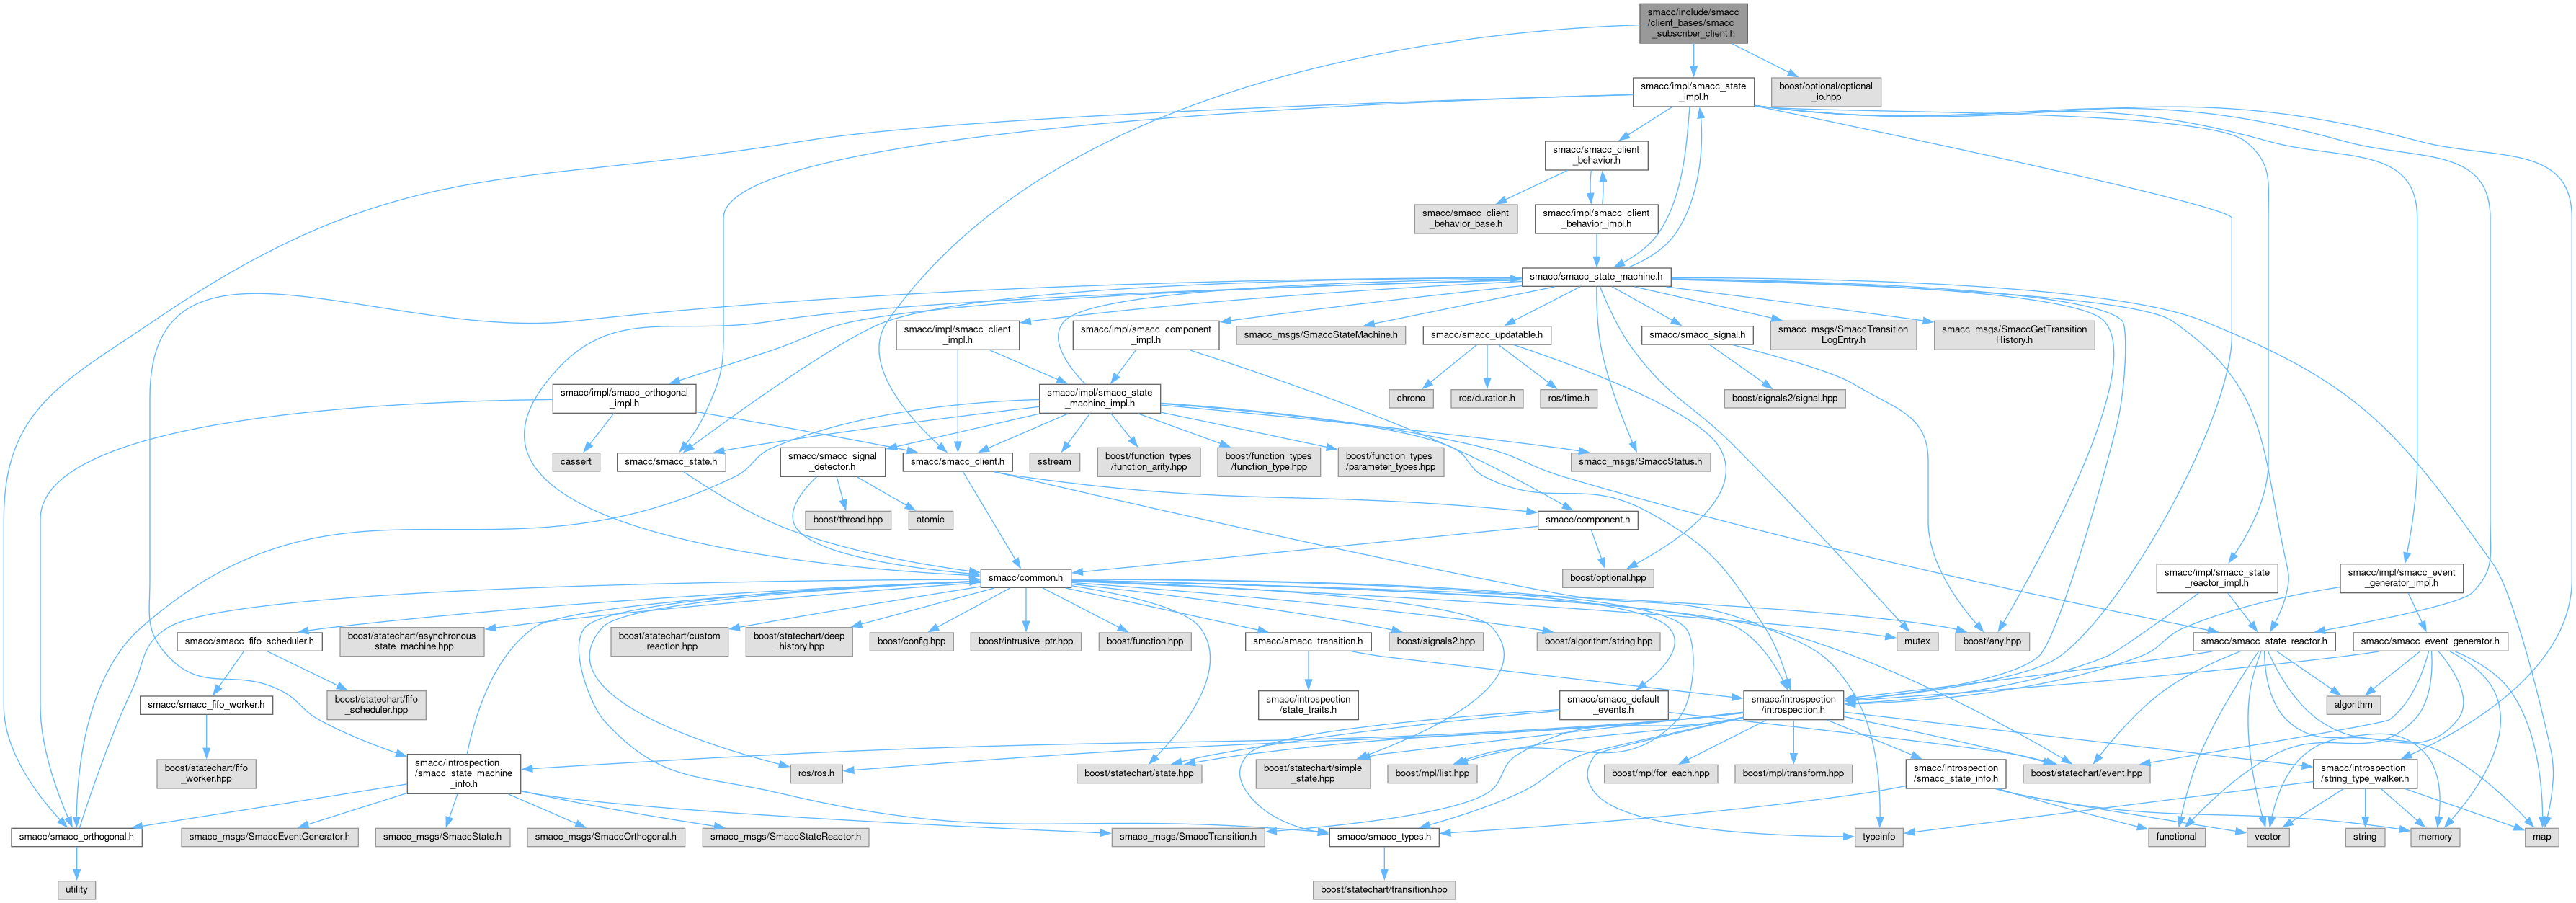 smacc/include/smacc
/client_bases/smacc
_subscriber_client.h
smacc/impl/smacc_state
_impl.h
boost/optional/optional
_io.hpp
smacc/smacc_client
_behavior.h
smacc/smacc_client
_behavior_base.h
smacc/impl/smacc_client
_behavior_impl.h
smacc/smacc_state_machine.h
smacc/impl/smacc_client
_impl.h
smacc/impl/smacc_component
_impl.h
smacc_msgs/SmaccStateMachine.h
smacc/smacc_updatable.h
smacc/smacc_signal.h
smacc_msgs/SmaccTransition
LogEntry.h
smacc_msgs/SmaccGetTransition
History.h
smacc/impl/smacc_orthogonal
_impl.h
smacc/impl/smacc_state
_machine_impl.h
chrono
ros/duration.h
ros/time.h
boost/signals2/signal.hpp
cassert
smacc/smacc_state.h
smacc/smacc_signal
_detector.h
smacc/smacc_client.h
sstream
boost/function_types
/function_arity.hpp
boost/function_types
/function_type.hpp
boost/function_types
/parameter_types.hpp
smacc_msgs/SmaccStatus.h
boost/thread.hpp
atomic
smacc/component.h
smacc/common.h
boost/optional.hpp
smacc/impl/smacc_state
_reactor_impl.h
smacc/impl/smacc_event
_generator_impl.h
smacc/smacc_fifo_scheduler.h
boost/statechart/asynchronous
_state_machine.hpp
boost/statechart/custom
_reaction.hpp
boost/statechart/deep
_history.hpp
boost/config.hpp
boost/intrusive_ptr.hpp
boost/function.hpp
smacc/smacc_transition.h
boost/signals2.hpp
boost/algorithm/string.hpp
mutex
boost/any.hpp
smacc/smacc_state_reactor.h
smacc/smacc_event_generator.h
smacc/smacc_fifo_worker.h
boost/statechart/fifo
_scheduler.hpp
smacc/introspection
/state_traits.h
smacc/smacc_default
_events.h
smacc/introspection
/introspection.h
algorithm
boost/statechart/fifo
_worker.hpp
smacc/introspection
/smacc_state_machine
_info.h
ros/ros.h
boost/statechart/state.hpp
boost/statechart/simple
_state.hpp
boost/mpl/list.hpp
boost/mpl/for_each.hpp
boost/mpl/transform.hpp
smacc/introspection
/smacc_state_info.h
boost/statechart/event.hpp
smacc/introspection
/string_type_walker.h
smacc/smacc_orthogonal.h
smacc_msgs/SmaccEventGenerator.h
smacc_msgs/SmaccState.h
smacc_msgs/SmaccOrthogonal.h
smacc_msgs/SmaccStateReactor.h
smacc_msgs/SmaccTransition.h
smacc/smacc_types.h
typeinfo
functional
vector
string
memory
map
utility
boost/statechart/transition.hpp